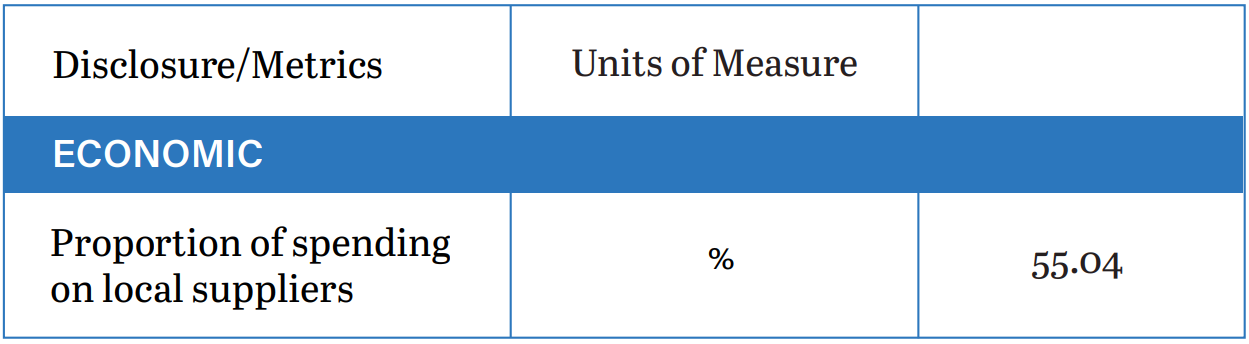 Disclosure/Metrics Units of Measure
ECONOMIC
Proportion of spending
on local suppliers
% 55.04